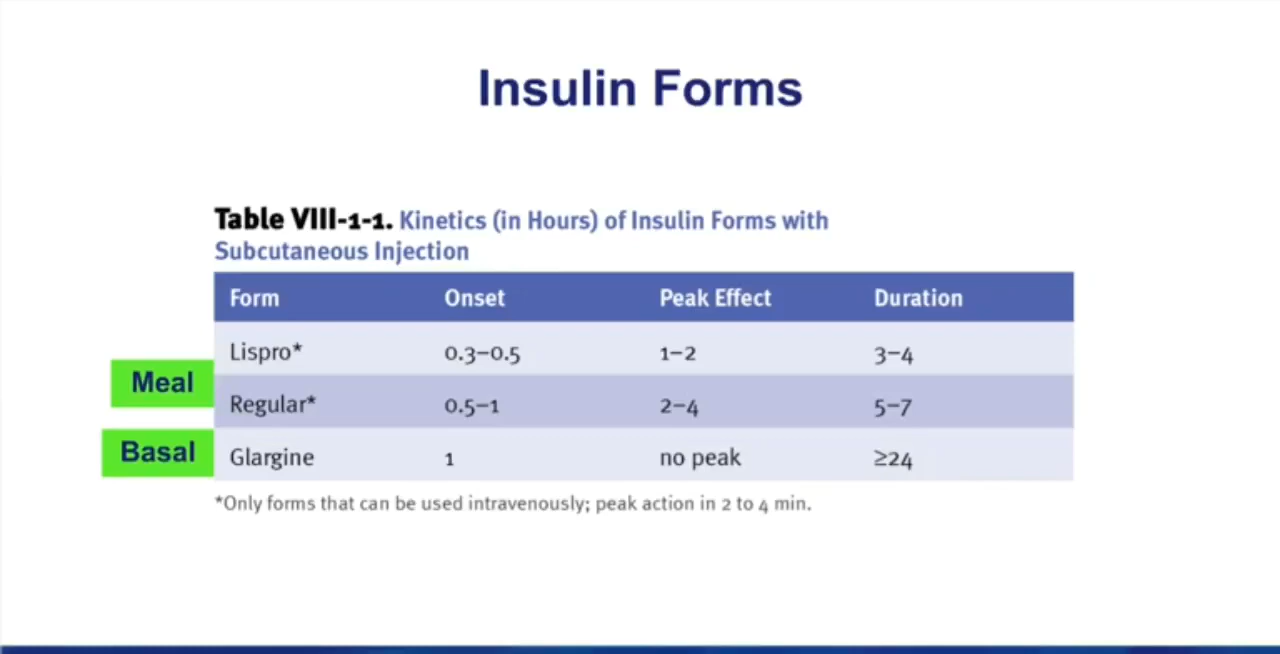 Insulin Forms
Table VIII-1-1. Kinetics (in Hours) of Insulin Forms with
Subcutaneous Injection
Form Onset Peak Effect Duration
Lispro* 0.3–0.5 1–2 3–4
Meal
Regular* 0.5–1 2–4 5–7
Basal Glargine 1 no peak ≥24
*Only forms that can be used intravenously; peak action in 2 to 4 min.